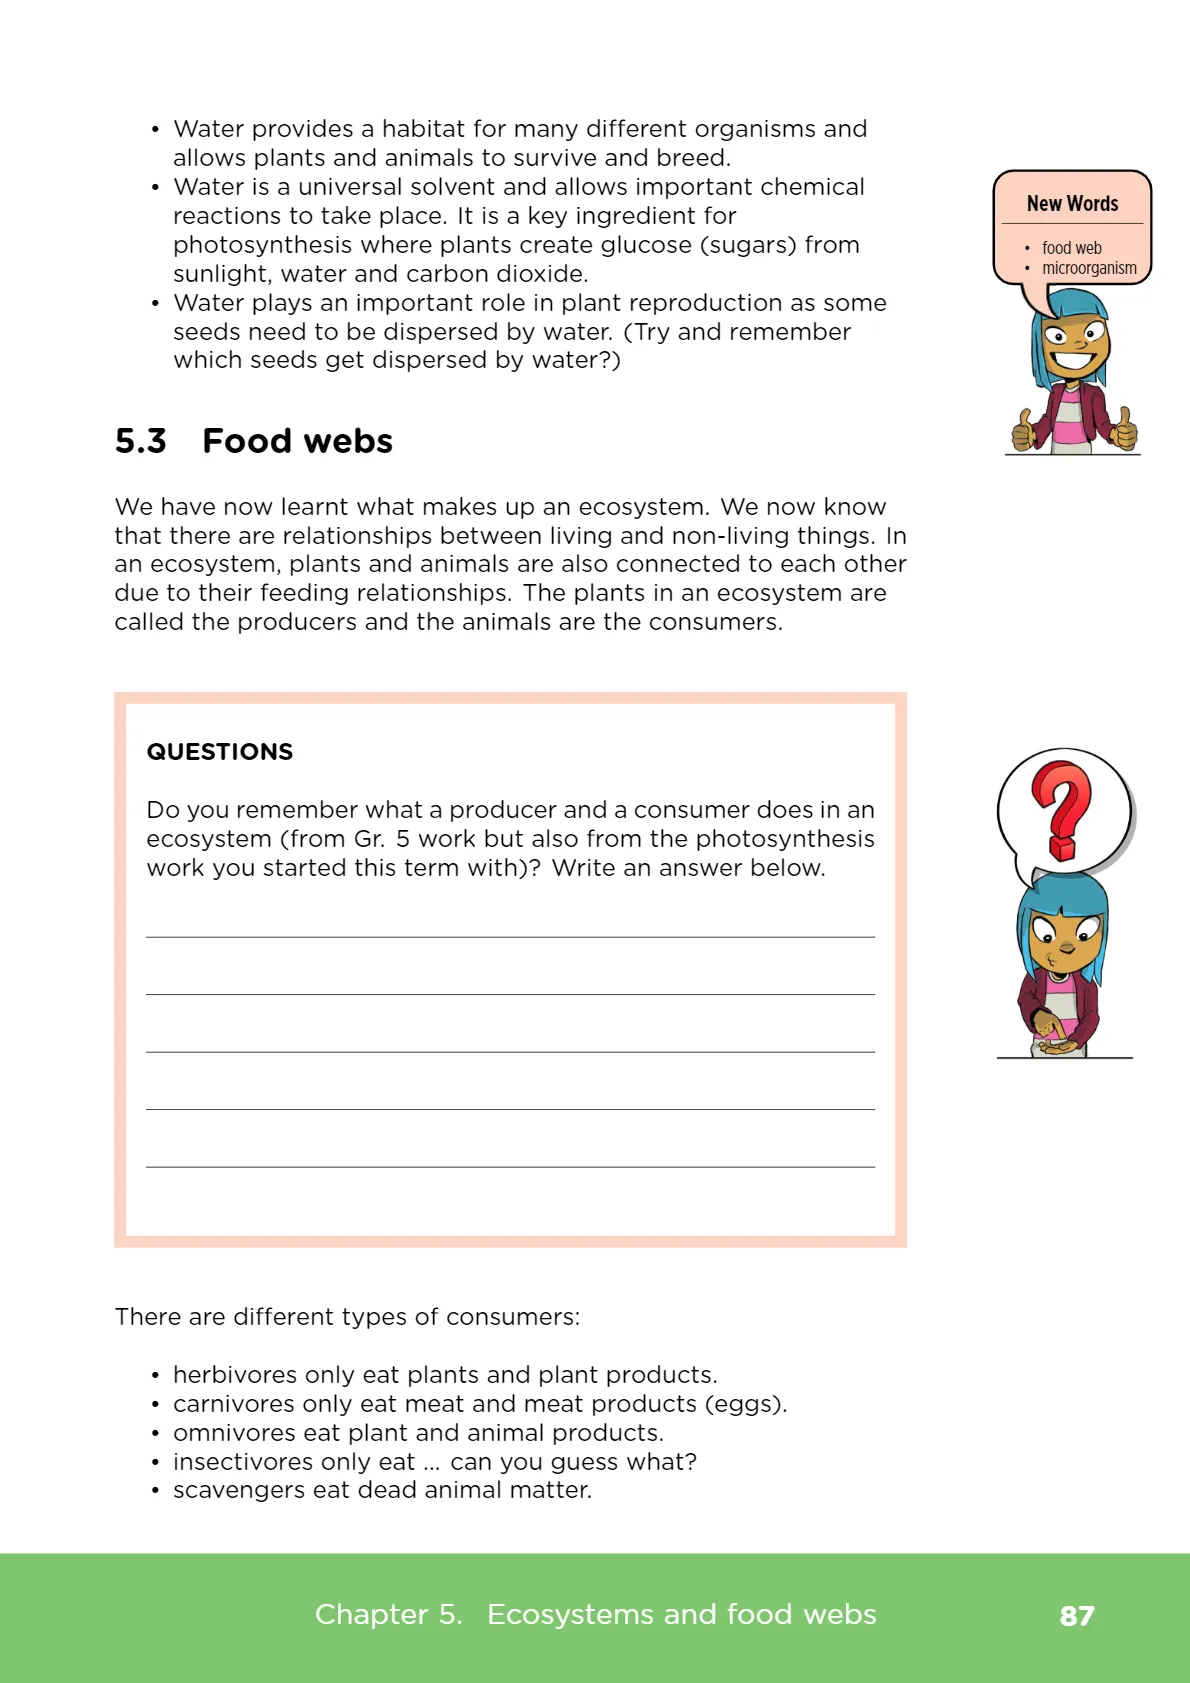 • Water provides a habitat for many different organisms and
allows plants and animals to survive and breed.
• Water is a universal solvent and allows important chemical
reactions to take place. It is a key ingredient for
photosynthesis where plants create glucose (sugars) from
sunlight, water and carbon dioxide.
• Water plays an important role in plant reproduction as some
seeds need to be dispersed by water. (Try and remember
which seeds get dispersed by water?)
New Words
• food web
• microorganism
5.3 Food webs
We have now learnt what makes up an ecosystem. We now know
that there are relationships between living and non-living things. In
an ecosystem, plants and animals are also connected to each other
due to their feeding relationships. The plants in an ecosystem are
called the producers and the animals are the consumers.
QUESTIONS
Do you remember what a producer and a consumer does in an
ecosystem (from Gr. 5 work but also from the photosynthesis
work you started this term with)? Write an answer below.
?
There are different types of consumers:
• herbivores only eat plants and plant products.
• carnivores only eat meat and meat products (eggs).
• omnivores eat plant and animal products.
• insectivores only eat ... can you guess what?
• scavengers eat dead animal matter.
Chapter 5. Ecosystems and food webs 87